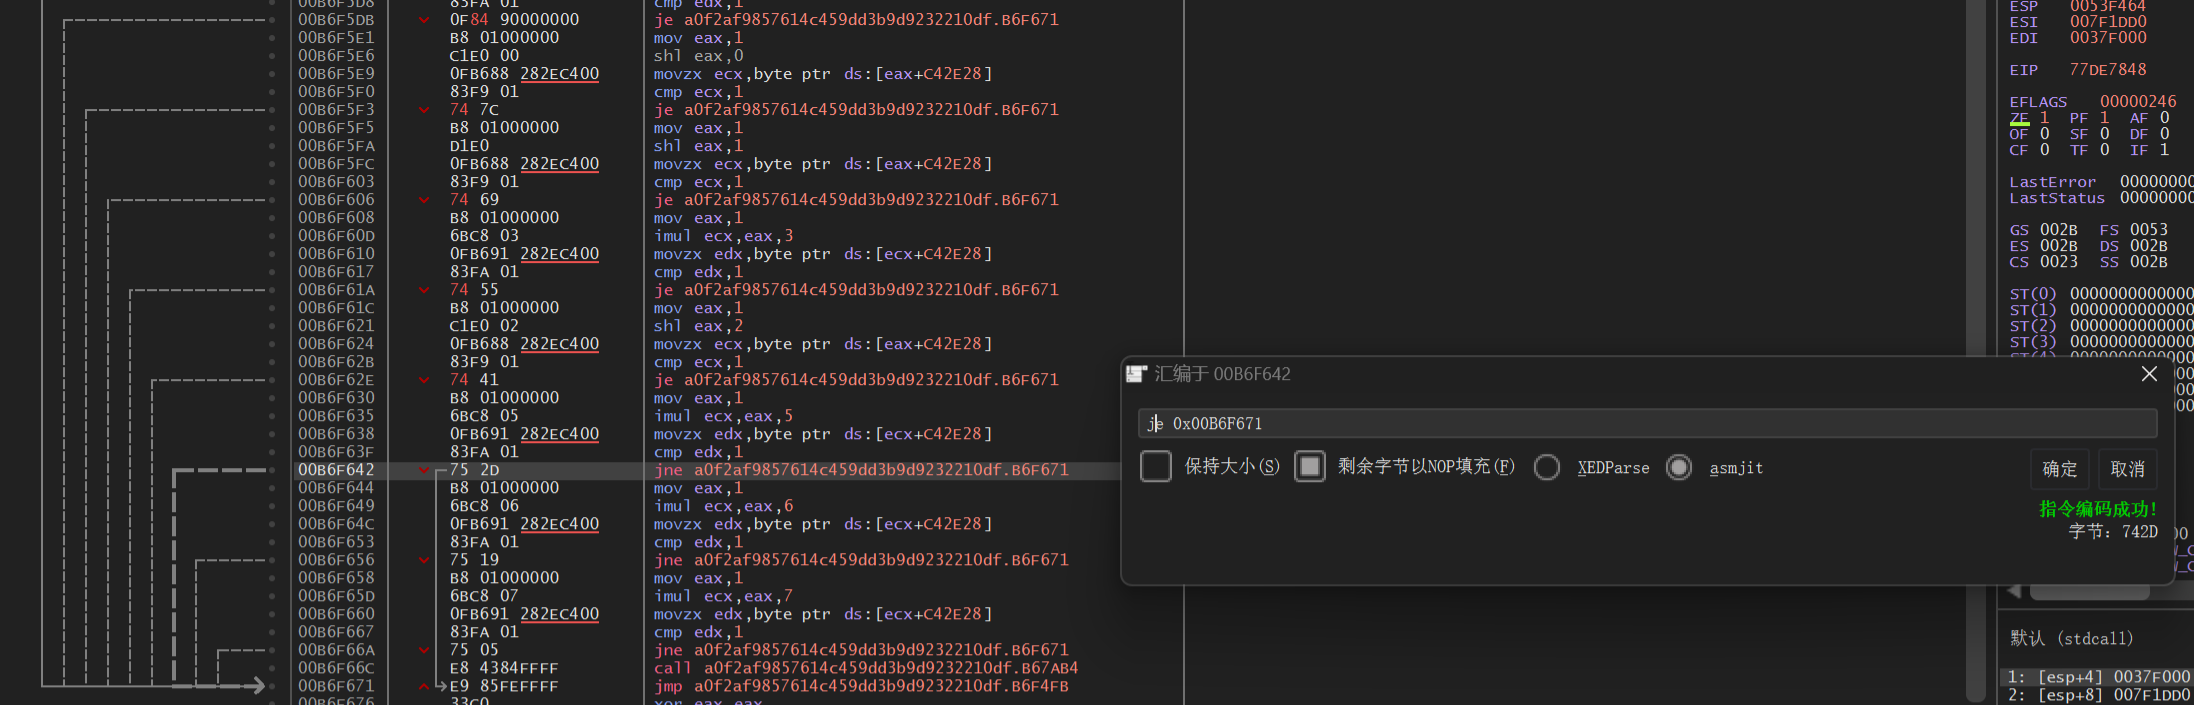 00B6F5D8 83FA 01 cmp edx,1
00B6F5DB 0F84 90000000 je a0f2af9857614c459dd3b9d9232210df.B6F671
00B6F5E1 B8 01000000 mov eax,1
00B6F5E6 C1E0 00 shl eax,0
00B6F5E9 0FB688 282EC400 movzx ecx,byte ptr ds:[eax+C42E28]
00B6F5F0 83F9 01 cmp ecx,1
00B6F5F3 74 7C je a0f2af9857614c459dd3b9d9232210df.B6F671
00B6F5F5 B8 01000000 mov eax,1
00B6F5FA D1E0 shl eax,1
00B6F5FC 0FB688 282EC400 movzx ecx,byte ptr ds:[eax+C42E28]
00B6F603 83F9 01 cmp ecx,1
00B6F606 74 69 je a0f2af9857614c459dd3b9d9232210df.B6F671
00B6F608 B8 01000000 mov eax,1
00B6F60D 6BC8 03 imul ecx,eax,3
00B6F610 0FB691 282EC400 movzx edx,byte ptr ds:[ecx+C42E28]
00B6F617 83FA 01 cmp edx,1
00B6F61A 74 55 je a0f2af9857614c459dd3b9d9232210df.B6F671
00B6F61C B8 01000000 mov eax,1
00B6F621 C1E0 02 shl eax,2
00B6F624 0FB688 282EC400 movzx ecx,byte ptr ds:[eax+C42E28]
00B6F62B 83F9 01 cmp ecx,1
00B6F62E 74 41 je a0f2af9857614c459dd3b9d9232210df.B6F671
00B6F630 B8 01000000 mov eax,1
00B6F635 6BC8 05 imul ecx,eax,5
00B6F638 0FB691 282EC400 movzx edx,byte ptr ds:[ecx+C42E28]
00B6F63F 83FA 01 cmp edx,1
00B6F642 75 2D jne a0f2af9857614c459dd3b9d9232210df.B6F671
00B6F644 B8 01000000 mov eax,1
00B6F649 6BC8 06 imul ecx,eax,6
00B6F64C 0FB691 282EC400 movzx edx,byte ptr ds:[ecx+C42E28]
00B6F653 83FA 01 cmp edx,1
00B6F656 75 19 jne a0f2af9857614c459dd3b9d9232210df.B6F671
00B6F658 B8 01000000 mov eax,1
00B6F65D 6BC8 07 imul ecx,eax,7
00B6F660 0FB691 282EC400 movzx edx,byte ptr ds:[ecx+C42E28]
00B6F667 83FA 01 cmp edx,1
00B6F66A 75 05 jne a0f2af9857614c459dd3b9d9232210df.B6F671
00B6F66C E8 4384FFFF call a0f2af9857614c459dd3b9d9232210df.B67AB4
00B6F671 E9 85FEFFFF jmp a0f2af9857614c459dd3b9d9232210df.B6F4FB
00B6F676 33C0 xor eax,eax
ESP 0053F464
ESI 007F1DD0
EDI 0037F000
EIP 77DE7848
EFLAGS 00000246
ZF 1 PF 1 AF 0
OF 0 SF 0 DF 0
CF 0 TF 0 IF 1
LastError 00000000
LastStatus 00000000
GS 002B FS 0053
ES 002B DS 002B
CS 0023 SS 002B
ST(0) 0000000000000
ST(1) 0000000000000
ST(2) 0000000000000
ST(3) 0000000000000
汇编于 00B6F642
je 0x00B6F671
保持大小(S) 剩余字节以NOP填充(F) XEDParse asmjit
确定 取消
指令编码成功!
字节: 742D
默认 (stdcall)
1: [esp+4] 0037F000
2: [esp+8] 007F1DD0